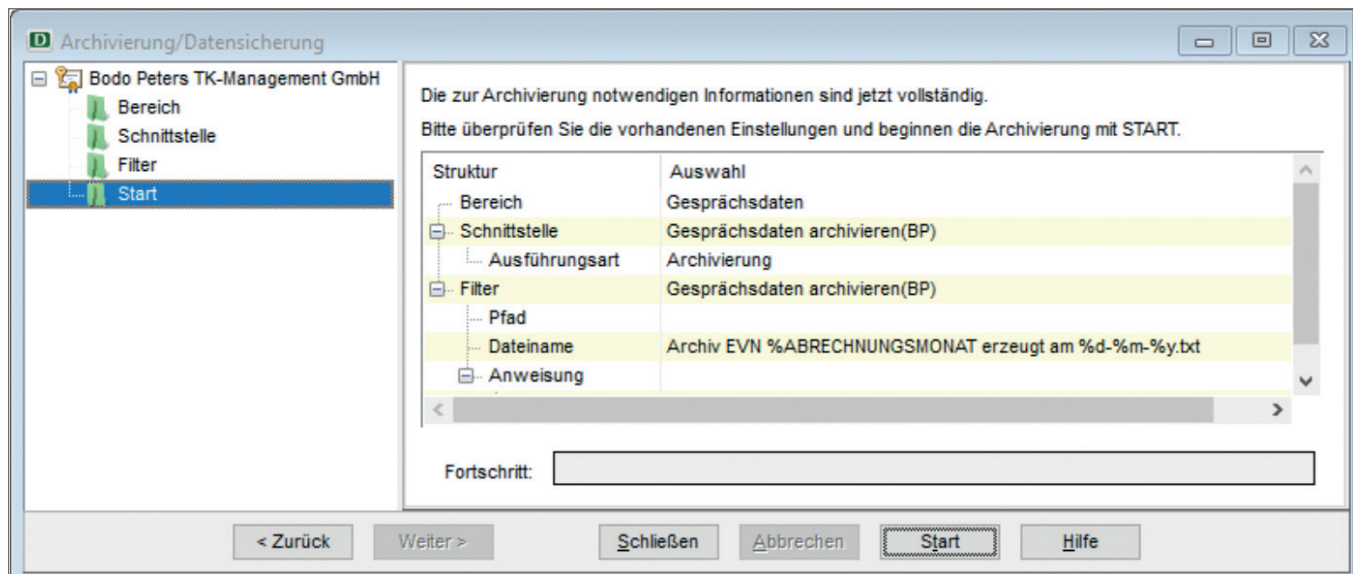 D Archivierung/Datensicherung
Bodo Peters TK-Management GmbH
Bereich
Schnittstelle
Filter
Start
Die zur Archivierung notwendigen Informationen sind jetzt vollständig.
Bitte überprüfen Sie die vorhandenen Einstellungen und beginnen die Archivierung mit START.
Struktur Auswahl
Bereich Gesprächsdaten
Schnittstelle Gesprächsdaten archivieren(BP)
Ausführungsart Archivierung
Filter Gesprächsdaten archivieren(BP)
Pfad
Dateiname Archiv EVN %ABRECHNUNGSMONAT erzeugt am %d-%m-%y.txt
Anweisung
Fortschritt:
< Zurück Weiter > Schließen Abbrechen Start Hilfe